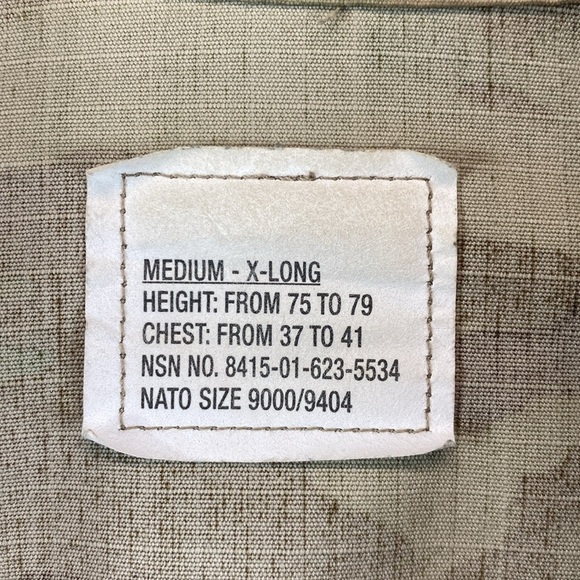 MEDIUM - X-LONG
HEIGHT: FROM 75 TO 79
CHEST: FROM 37 TO 41
NSN NO. 8415-01-623-5534
NATO SIZE 9000/9404